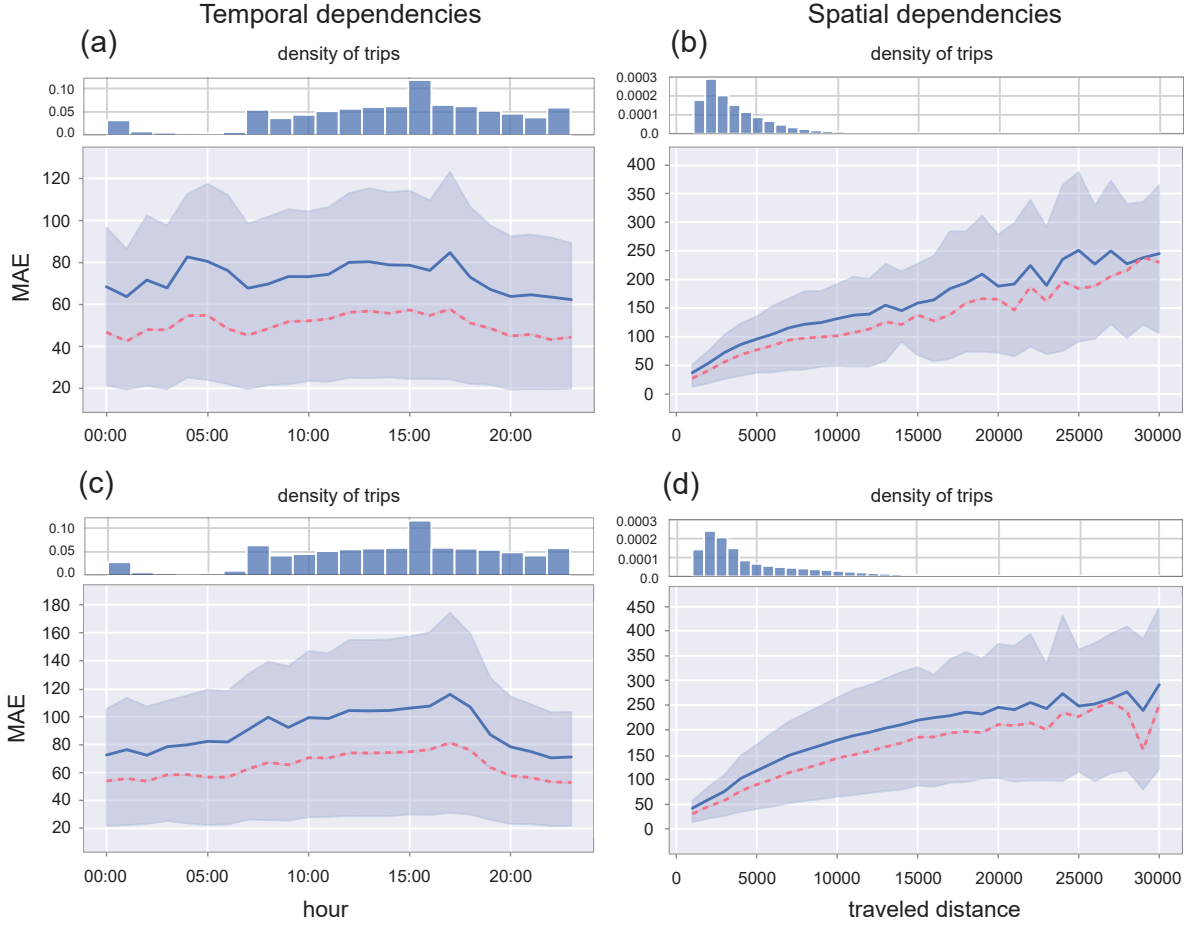 Temporal dependencies
Spatial dependencies
(a)
density of trips
0.10
0.05
0.0
MAE
120
100
80
60
40
20
00:00 05:00 10:00 15:00 20:00
(b)
density of trips
0.0003
0.0002
0.0001
0.0
400
350
300
250
200
150
100
50
0
0 5000 10000 15000 20000 25000 30000
(c)
density of trips
0.10
0.05
0.0
MAE
180
160
140
120
100
80
60
40
20
00:00 05:00 10:00 15:00 20:00
hour
(d)
density of trips
0.0003
0.0002
0.0001
0.0
450
400
350
300
250
200
150
100
50
0
0 5000 10000 15000 20000 25000 30000
traveled distance